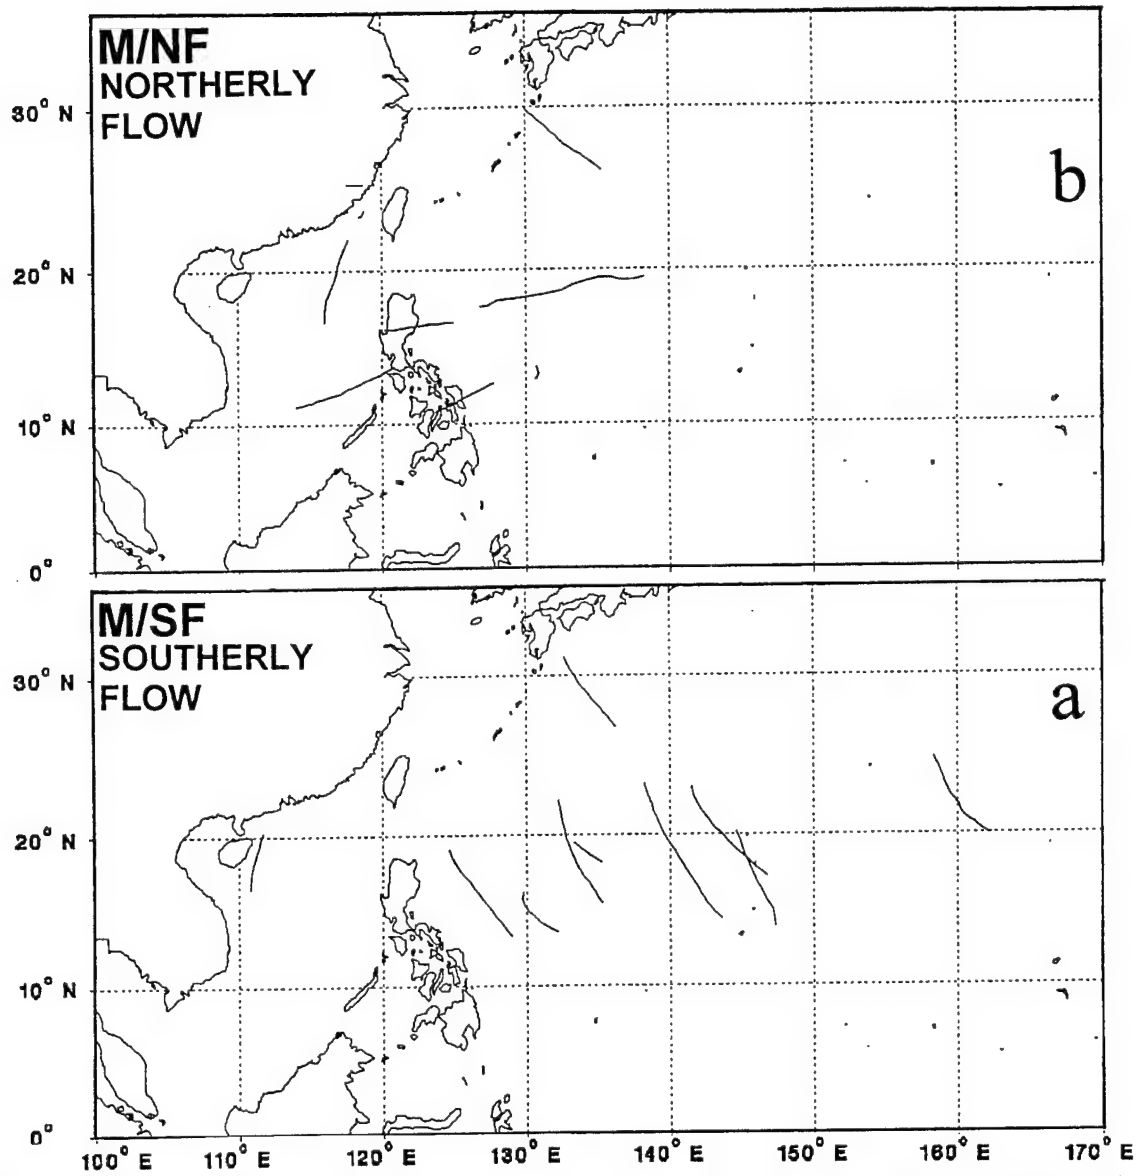 M/NF
NORTHERLY
FLOW
b
30° N
20° N
10° N
0°
M/SF
SOUTHERLY
FLOW
a
30° N
20° N
10° N
0°
100° E 110° E 120° E 130° E 140° E 150° E 160° E 170° E